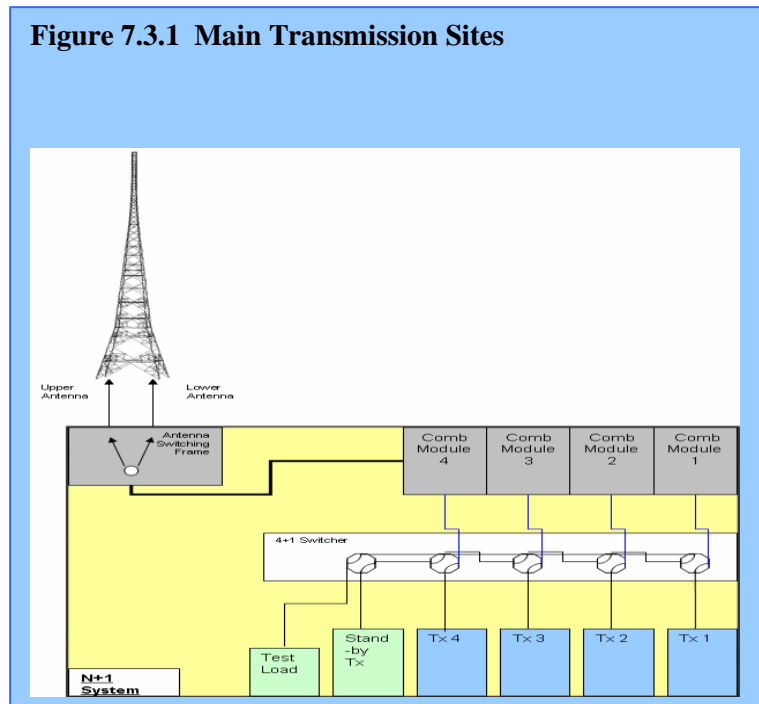 Figure 7.3.1 Main Transmission Sites
Upper
Antenna
Lower
Antenna
Antenna
Switching
Frame
Comb
Module
4
Comb
Module
3
Comb
Module
2
Comb
Module
1
4+1 Switcher
Test
Load
Stand
-by
Tx
Tx 4
Tx 3
Tx 2
Tx 1
N+1
System